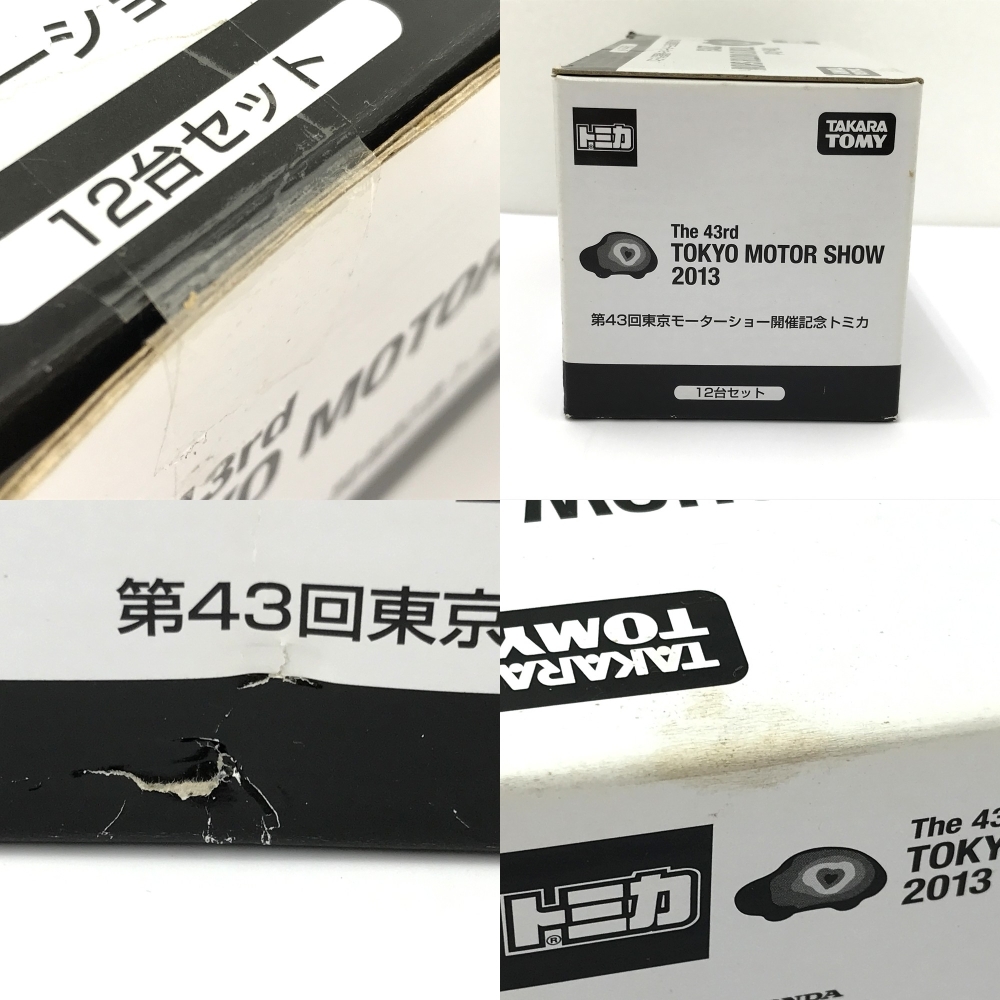 ーショ
12台セット
43rd
MOTOR
トミカ
TAKARA
TOMY
The 43rd
TOKYO MOTOR SHOW
2013
第43回東京モーターショー開催記念トミカ
12台セット
第43回東京
TAKARA
TOMY
トミカ
®
The 43
TOKY
2013